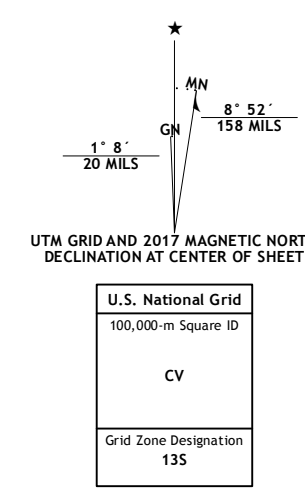 ★
MN
GN
8° 52´
158 MILS
1° 8´
20 MILS
UTM GRID AND 2017 MAGNETIC NORT
DECLINATION AT CENTER OF SHEET
U.S. National Grid
100,000-m Square ID
CV
Grid Zone Designation
13S